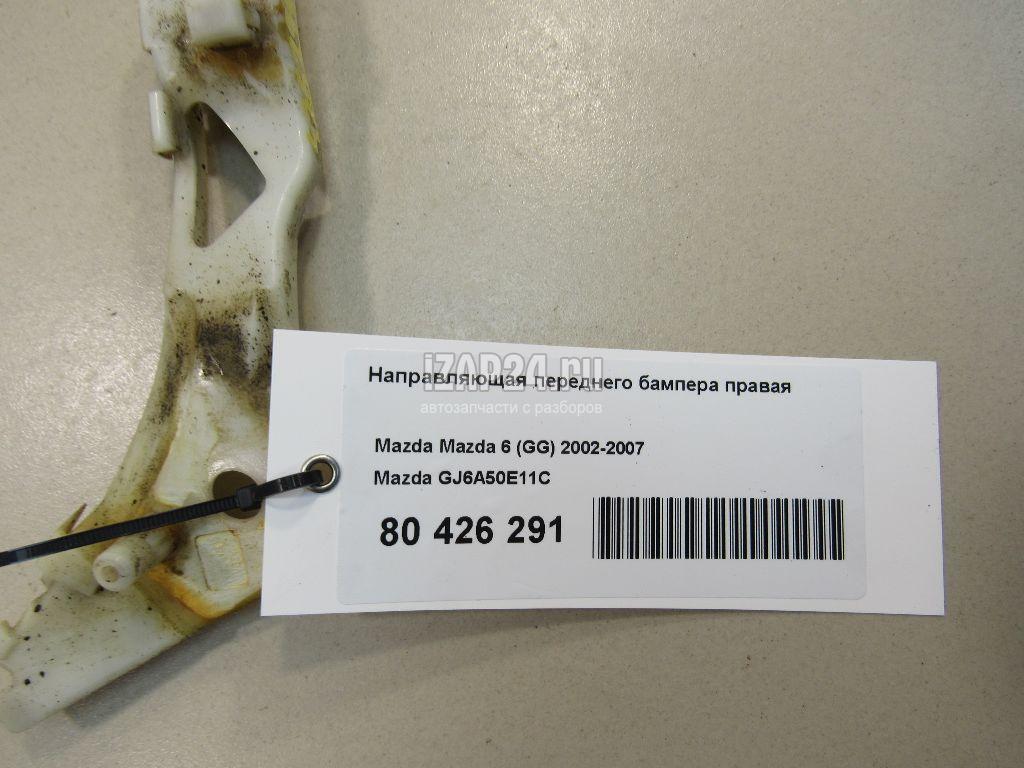 iZAP24.ru
Направляющая переднего бампера правая
автозапчасти с разборов
Mazda Mazda 6 (GG) 2002-2007
Mazda GJ6A50E11C
80 426 291